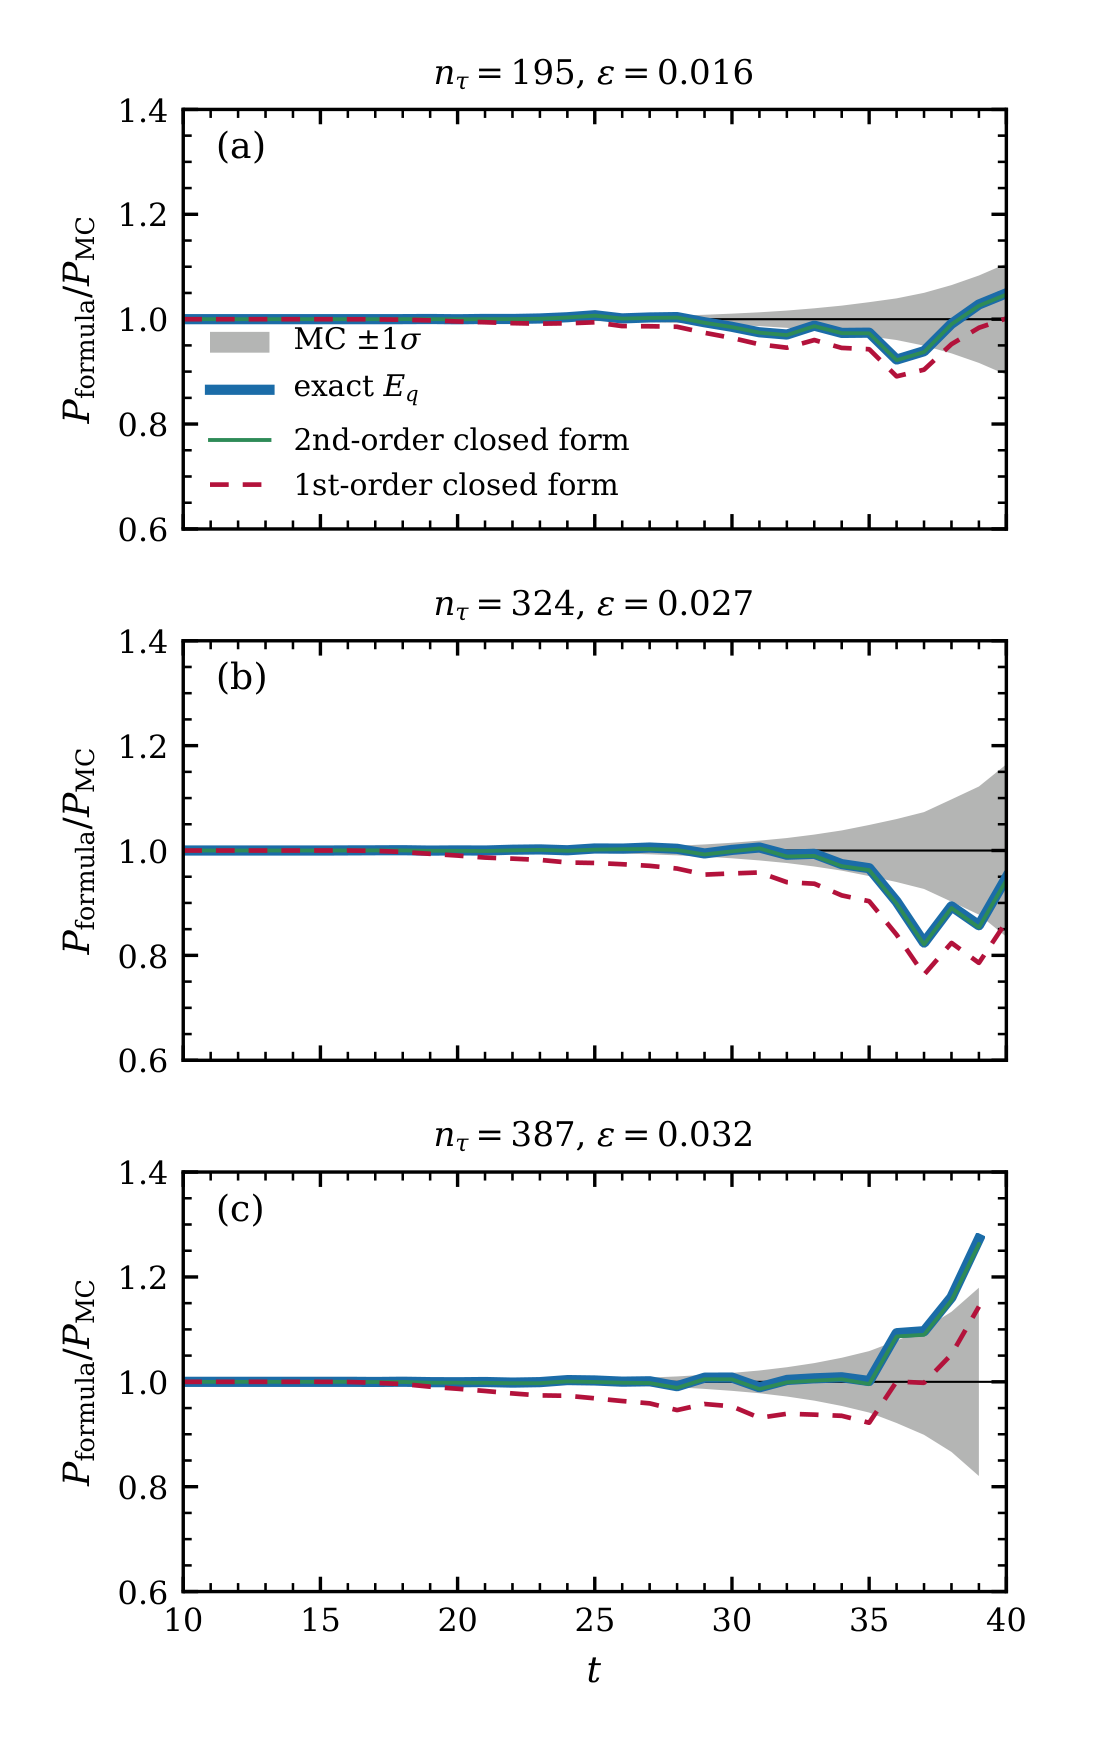 n_τ = 195, ε = 0.016
1.4
(a)
1.2
1.0
0.8
0.6
P_formula/P_MC
MC ±1σ
exact E_q
2nd-order closed form
1st-order closed form
n_τ = 324, ε = 0.027
1.4
(b)
1.2
1.0
0.8
0.6
P_formula/P_MC
n_τ = 387, ε = 0.032
1.4
(c)
1.2
1.0
0.8
0.6
P_formula/P_MC
10 15 20 25 30 35 40
t